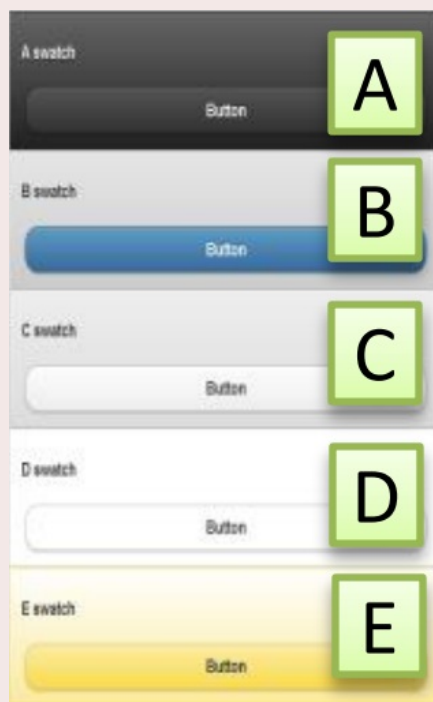 A swatch
A
Button
B swatch
B
Button
C swatch
C
Button
D swatch
D
Button
E swatch
E
Button